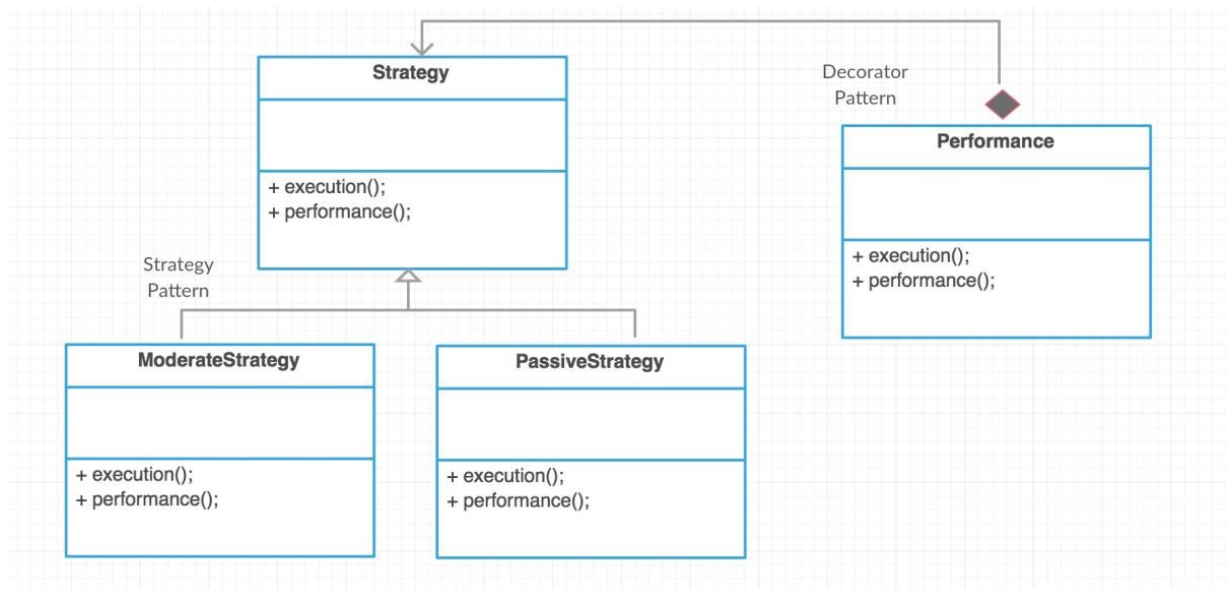 Strategy
+ execution();
+ performance();
Decorator
Pattern
Performance
+ execution();
+ performance();
Strategy
Pattern
ModerateStrategy
+ execution();
+ performance();
PassiveStrategy
+ execution();
+ performance();